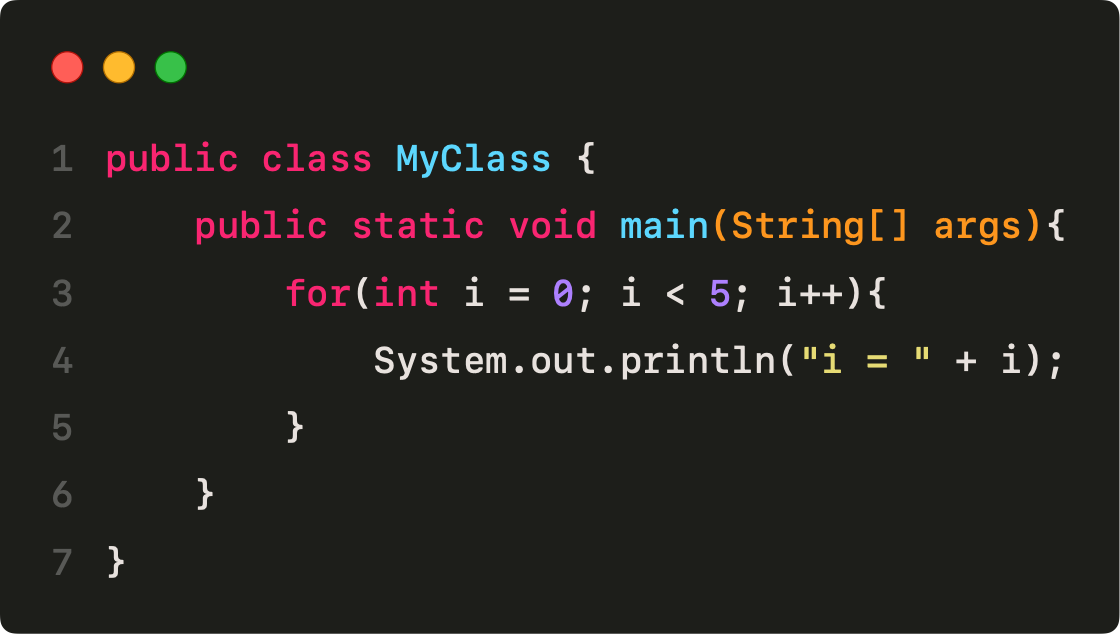 1 public class MyClass {
2     public static void main(String[] args){
3         for(int i = 0; i < 5; i++){
4             System.out.println("i = " + i);
5         }
6     }
7 }